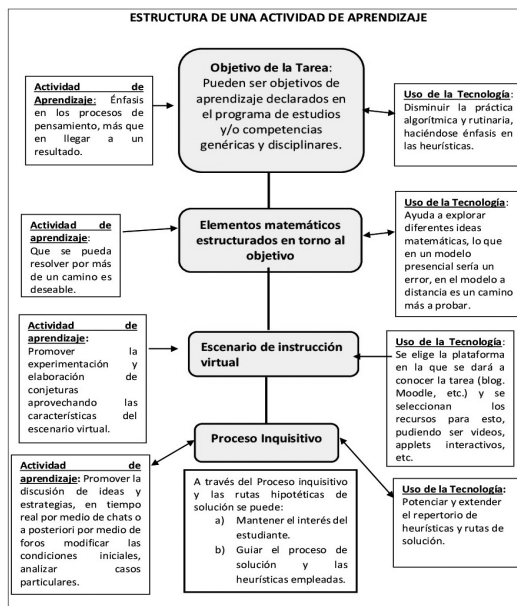 ESTRUCTURA DE UNA ACTIVIDAD DE APRENDIZAJE
Objetivo de la Tarea:
Pueden ser objetivos de
aprendizaje declarados en
el programa de estudios
y/o competencias
genéricas y disciplinares.
Actividad de
Aprendizaje: Énfasis
en los procesos de
pensamiento, más que
en llegar a un
resultado.
Uso de la Tecnología:
Disminuir la práctica
algorítmica y rutinaria,
haciéndose énfasis en
las heurísticas.
Elementos matemáticos
estructurados en torno al
objetivo
Actividad de
aprendizaje:
Que se pueda
resolver por más
de un camino es
deseable.
Uso de la Tecnología:
Ayuda a explorar
diferentes ideas
matemáticas, lo que
en un modelo
presencial sería un
error, en el modelo a
distancia es un camino
más a probar.
Escenario de instrucción
virtual
Actividad de
aprendizaje:
Promover la
experimentación y
elaboración de
conjeturas
aprovechando las
características del
escenario virtual.
Uso de la Tecnología:
Se elige la plataforma
en la que se dará a
conocer la tarea (blog.
Moodle, etc.) y se
seleccionan los
recursos para esto,
pudiendo ser videos,
applets interactivos,
etc.
Proceso Inquisitivo
Actividad de
aprendizaje: Promover la
discusión de ideas y
estrategias, en tiempo
real por medio de chats o
a posteriori por medio de
foros modificar las
condiciones iniciales,
analizar casos
particulares.
A través del Proceso inquisitivo
y las rutas hipotéticas de
solución se puede:
a) Mantener el interés del
estudiante.
b) Guiar el proceso de
solución y las
heurísticas empleadas.
Uso de la Tecnología:
Potenciar y extender
el repertorio de
heurísticas y rutas de
solución.